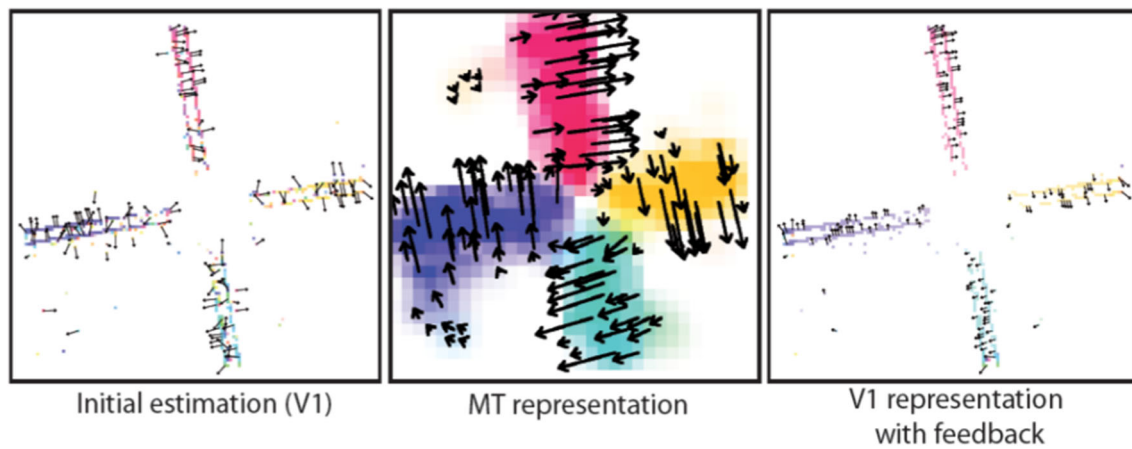 Initial estimation (V1)
MT representation
V1 representation
with feedback